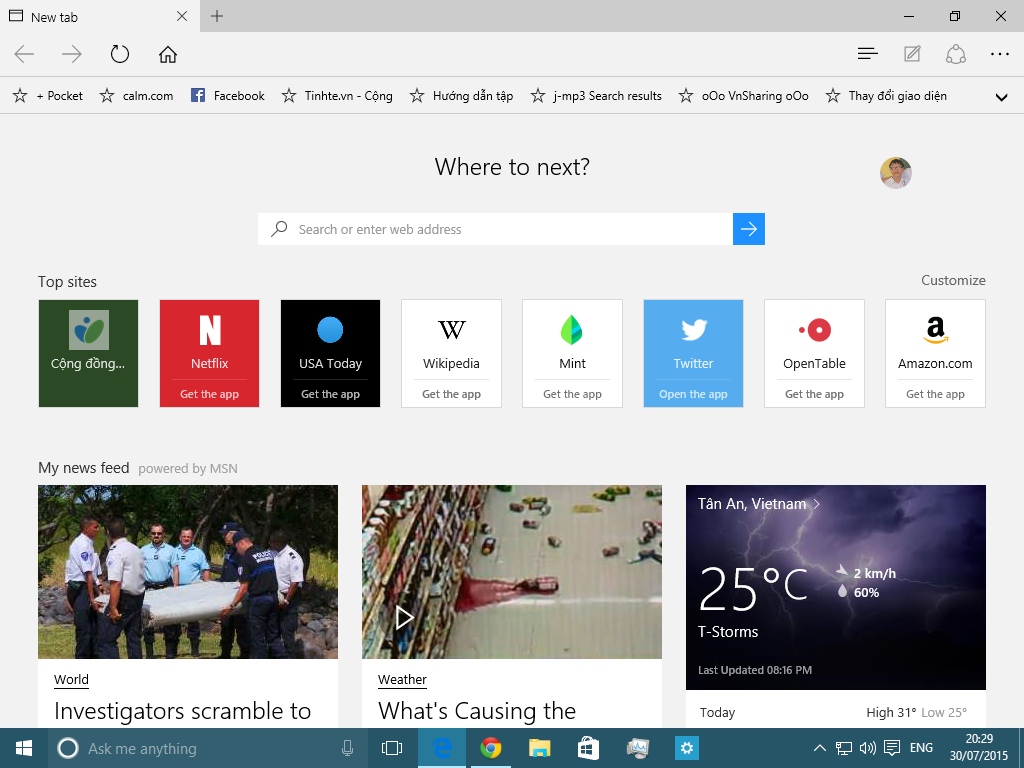 New tab
+ Pocket
calm.com
Facebook
Tinhte.vn - Cộng
Hướng dẫn tập
j-mp3 Search results
oOo VnSharing oOo
Thay đổi giao diện
Where to next?
Search or enter web address
Top sites
Customize
Cộng đồng...
N
Netflix
Get the app
USA Today
Get the app
W
Wikipedia
Get the app
Mint
Get the app
Twitter
Open the app
OpenTable
Get the app
a
Amazon.com
Get the app
My news feed powered by MSN
POLICE
World
Investigators scramble to
Weather
What's Causing the
Tân An, Vietnam
25°C
2 km/h
60%
T-Storms
Last Updated 08:16 PM
Today
High 31° Low 25°
Ask me anything
ENG
20:29
30/07/2015